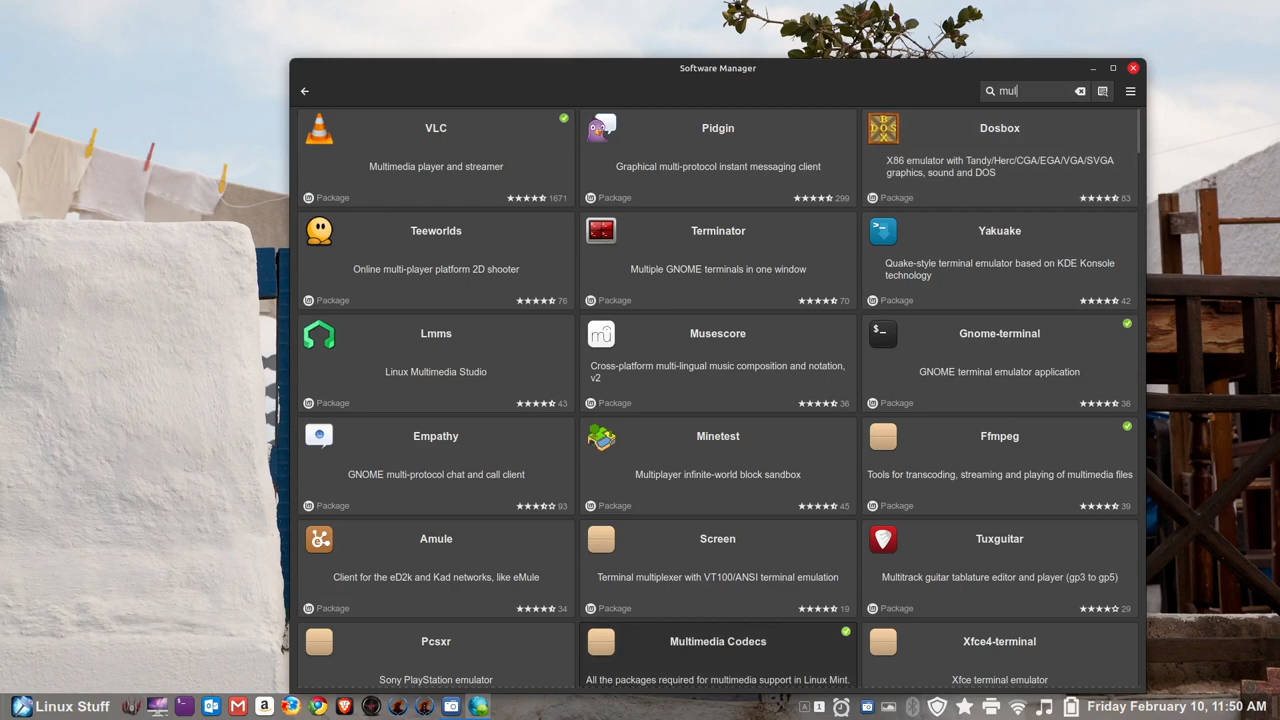 Software Manager
mul
VLC
Multimedia player and streamer
Package
1671
Pidgin
Graphical multi-protocol instant messaging client
Package
299
DOS
BOX
Dosbox
X86 emulator with Tandy/Herc/CGA/EGA/VGA/SVGA
graphics, sound and DOS
Package
83
Teeworlds
Online multi-player platform 2D shooter
Package
76
Terminator
Multiple GNOME terminals in one window
Package
70
Yakuake
Quake-style terminal emulator based on KDE Konsole
technology
Package
42
Lmms
Linux Multimedia Studio
Package
43
mu
Musescore
Cross-platform multi-lingual music composition and notation,
v2
Package
36
$_
Gnome-terminal
GNOME terminal emulator application
Package
36
Empathy
GNOME multi-protocol chat and call client
Package
93
Minetest
Multiplayer infinite-world block sandbox
Package
45
Ffmpeg
Tools for transcoding, streaming and playing of multimedia files
Package
39
Amule
Client for the eD2k and Kad networks, like eMule
Package
34
Screen
Terminal multiplexer with VT100/ANSI terminal emulation
Package
19
Tuxguitar
Multitrack guitar tablature editor and player (gp3 to gp5)
Package
29
Pcsxr
Sony PlayStation emulator
Multimedia Codecs
All the packages required for multimedia support in Linux Mint.
Xfce4-terminal
Xfce terminal emulator
Linux Stuff
A 1
Friday February 10, 11:50 AM